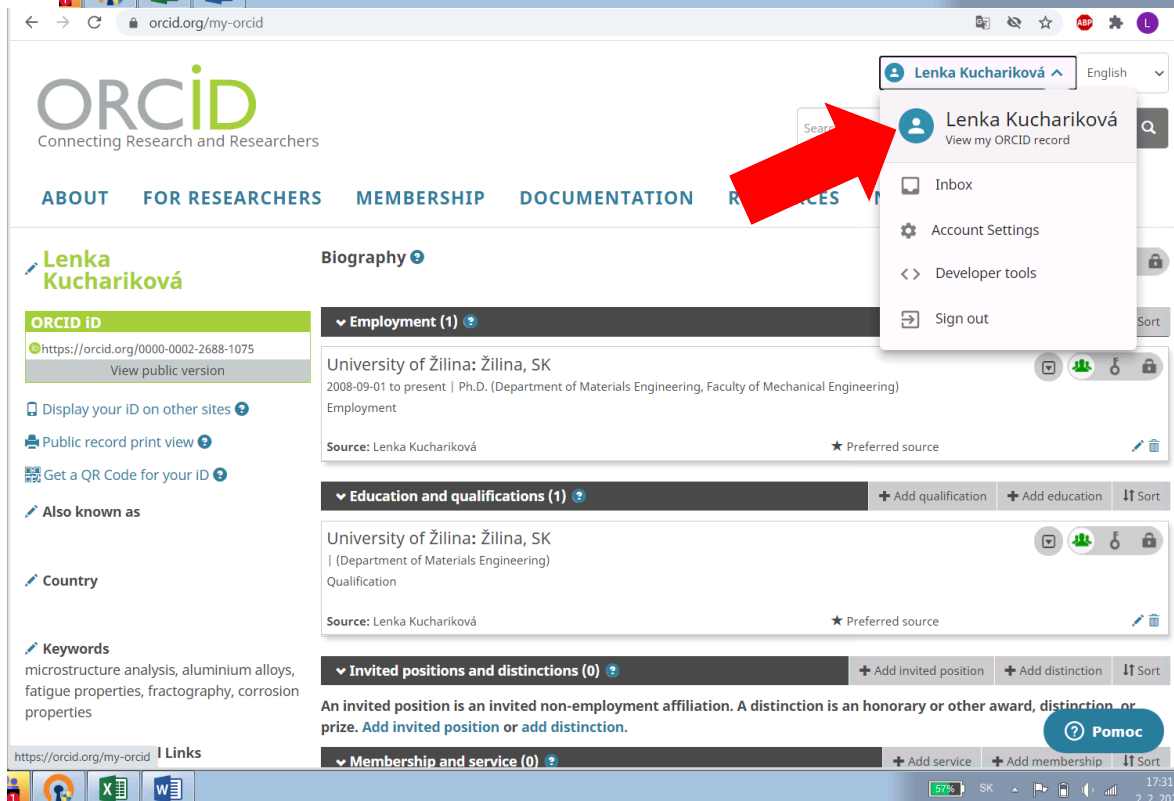 orcid.org/my-orcid
ABP
L
ORCID
Connecting Research and Researchers
Lenka Kuchariková
English
Lenka Kuchariková
View my ORCID record
Inbox
Account Settings
Developer tools
Sign out
ABOUT FOR RESEARCHERS MEMBERSHIP DOCUMENTATION
Lenka
Kuchariková
ORCID iD
https://orcid.org/0000-0002-2688-1075
View public version
Display your iD on other sites
Public record print view
Get a QR Code for your iD
Also known as
Country
Keywords
microstructure analysis, aluminium alloys,
fatigue properties, fractography, corrosion
properties
Links
https://orcid.org/my-orcid
Biography
Employment (1)
Sort
University of Žilina: Žilina, SK
2008-09-01 to present | Ph.D. (Department of Materials Engineering, Faculty of Mechanical Engineering)
Employment
Source: Lenka Kuchariková ★ Preferred source
Education and qualifications (1) + Add qualification + Add education Sort
University of Žilina: Žilina, SK
| (Department of Materials Engineering)
Qualification
Source: Lenka Kuchariková ★ Preferred source
Invited positions and distinctions (0) + Add invited position + Add distinction Sort
An invited position is an invited non-employment affiliation. A distinction is an honorary or other award, distinction, or
prize. Add invited position or add distinction.
Pomoc
Membership and service (0) + Add service + Add membership Sort
57% SK 17:31